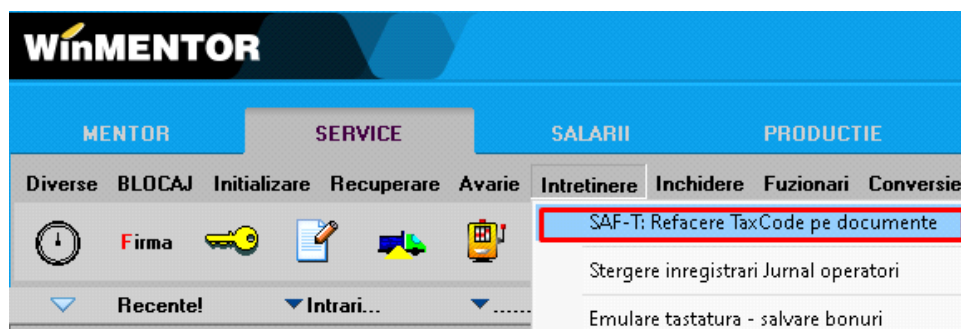 WinMENTOR
MENTOR SERVICE SALARII PRODUCTIE
Diverse BLOCAJ Initializare Recuperare Avarie Intretinere Inchidere Fuzionari Conversie
Firma
SAF-T: Refacere TaxCode pe documente
Stergere inregistrari Jurnal operatori
Recente! Intrari... ......
Emulare tastatura - salvare bonuri